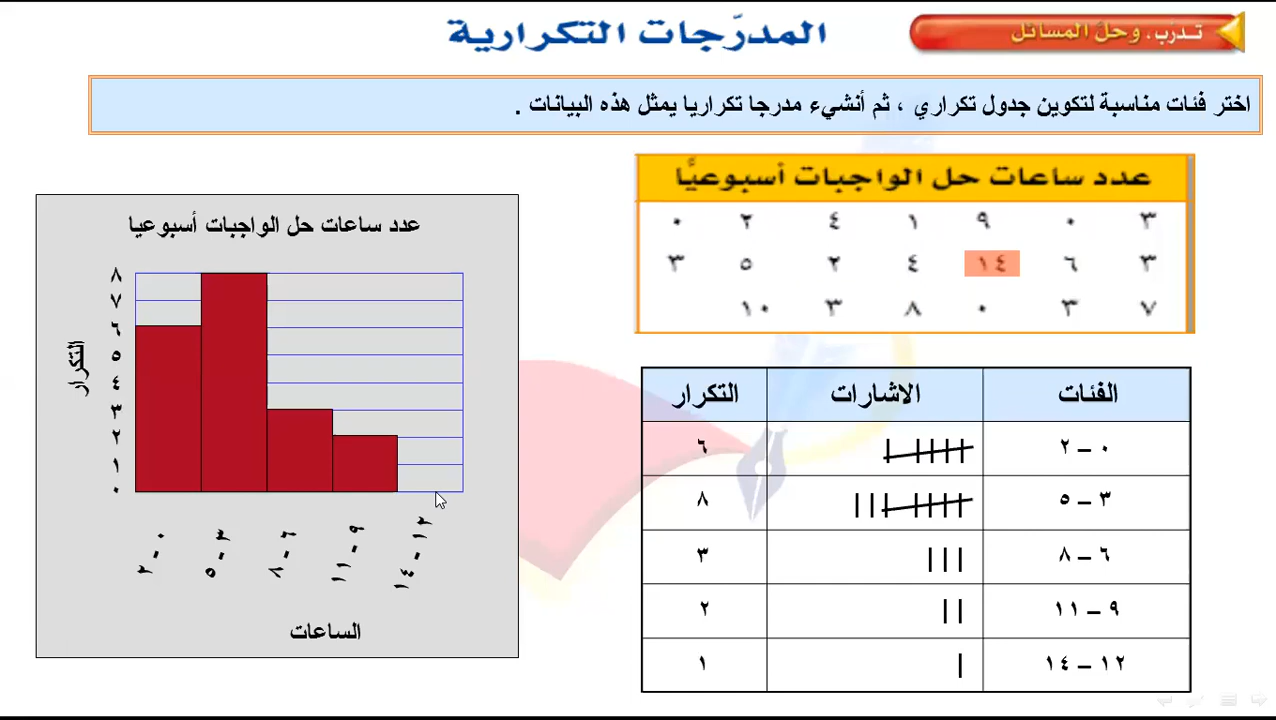 تـدرّب، وحلّ المسائل
المدرّجات التكرارية
اختر فئات مناسبة لتكوين جدول تكراري ، ثم أنشيء مدرجا تكراريا يمثل هذه البيانات .
عدد ساعات حل الواجبات أسبوعيًّا
٣ ٠ ٩ ١ ٤ ٢ ٠
٣ ٦ ١٤ ٤ ٢ ٥ ٣
٧ ٣ ٠ ٨ ٣ ١٠
الفئات الاشارات التكرار
٠ – ٢ ٦
٣ – ٥ ٨
٦ – ٨ ٣
٩ – ١١ ٢
١٢ – ١٤ ١
عدد ساعات حل الواجبات أسبوعيا
٨
٧
٦
٥
٤
٣
٢
١
٠
التكرار
٠ - ٢
٣ - ٥
٦ - ٨
٩ - ١١
١٢ - ١٤
الساعات